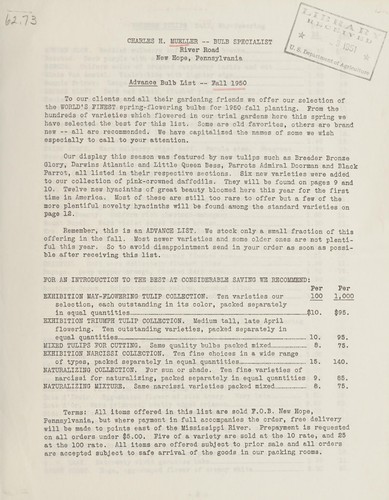 62.73
LIBRARY
RECEIVED
U. S. Department of Agriculture
CHARLES H. MUELLER -- BULB SPECIALIST
River Road
New Hope, Pennsylvania
Advance Bulb List -- Fall 1950
To our clients and all their gardening friends we offer our selection of
the WORLD'S FINEST spring-flowering bulbs for 1950 fall planting. From the
hundreds of varieties which flowered in our trial gardens here this spring we
have selected the best for this list. Some are old favorites, others are brand
new -- all are recommended. We have capitalized the names of some we wish
especially to call to your attention.
Our display this season was featured by new tulips such as Breeder Bronze
Glory, Darwins Atlantic and Little Queen Bess, Parrots Admiral Doorman and Black
Parrot, all listed in their respective sections. Six new varieties were added
to our collection of pink-crowned daffodils. They will be found on pages 9 and
10. Twelve new hyacinths of great beauty bloomed here this year for the first
time in America. Most of these are still too rare to offer but a few of the
more plentiful novelty hyacinths will be found among the standard varieties on
page 12.
Remember, this is an ADVANCE LIST. We stock only a small fraction of this
offering in the fall. Most newer varieties and some older ones are not plenti-
ful this year. So to avoid disappointment send in your order as soon as possi-
ble after receiving this list.
FOR AN INTRODUCTION TO THE BEST AT CONSIDERABLE SAVING WE RECOMMEND:
Per Per
EXHIBITION MAY-FLOWERING TULIP COLLECTION. Ten varieties our 100 1,000
selection, each outstanding in its color, packed separately
in equal quantities..............................$10. $95.
EXHIBITION TRIUMPH TULIP COLLECTION. Medium tall, late April
flowering. Ten outstanding varieties, packed separately in
equal quantities.............................. 10. 95.
MIXED TULIPS FOR CUTTING. Same quality bulbs packed mixed..... 8. 75.
EXHIBITION NARCISSI COLLECTION. Ten fine choices in a wide range
of types, packed separately in equal quantities......... 15. 140.
NATURALIZING COLLECTION. For sun or shade. Ten fine varieties of
narcissi for naturalizing, packed separately in equal quantities 9. 85.
NATURALIZING MIXTURE. Same narcissi varieties packed mixed.... 8. 75.
Terms: All items offered in this list are sold F.O.B. New Hope,
Pennsylvania, but where payment in full accompanies the order, free delivery
will be made to points east of the Mississippi River. Prepayment is requested
on all orders under $5.00. Five of a variety are sold at the 10 rate, and 25
at the 100 rate. All items are offered subject to prior sale and all orders
are accepted subject to safe arrival of the goods in our packing rooms.